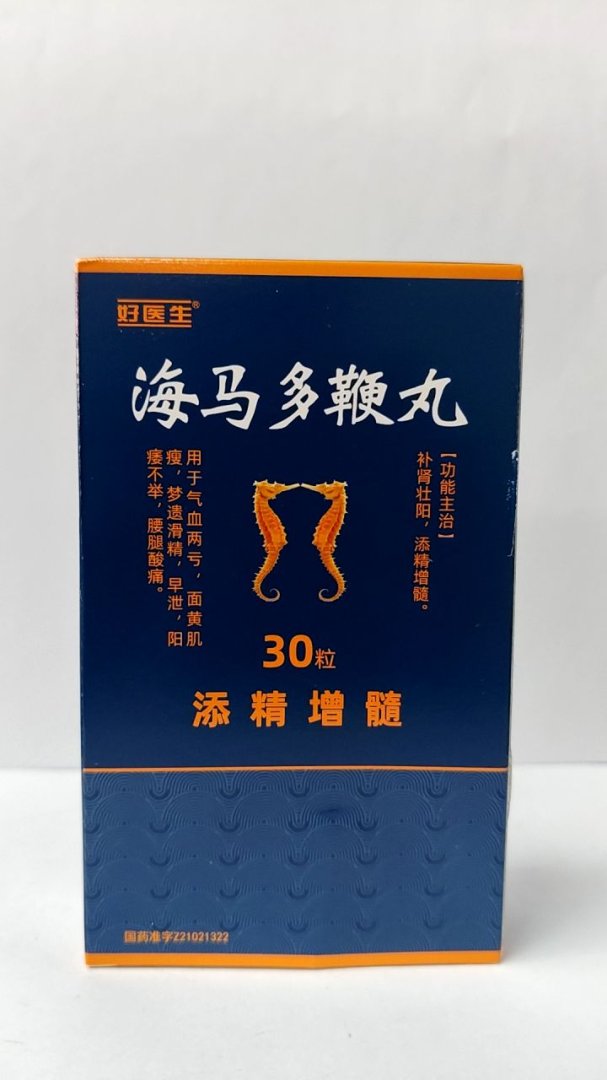 好医生®
海马多鞭丸
【功能主治】
补肾壮阳，添精增髓。
用于气血两亏，面黄肌
瘦，梦遗滑精，早泄，阳
痿不举，腰腿酸痛。
30粒
添精增髓
国药准字Z21021322